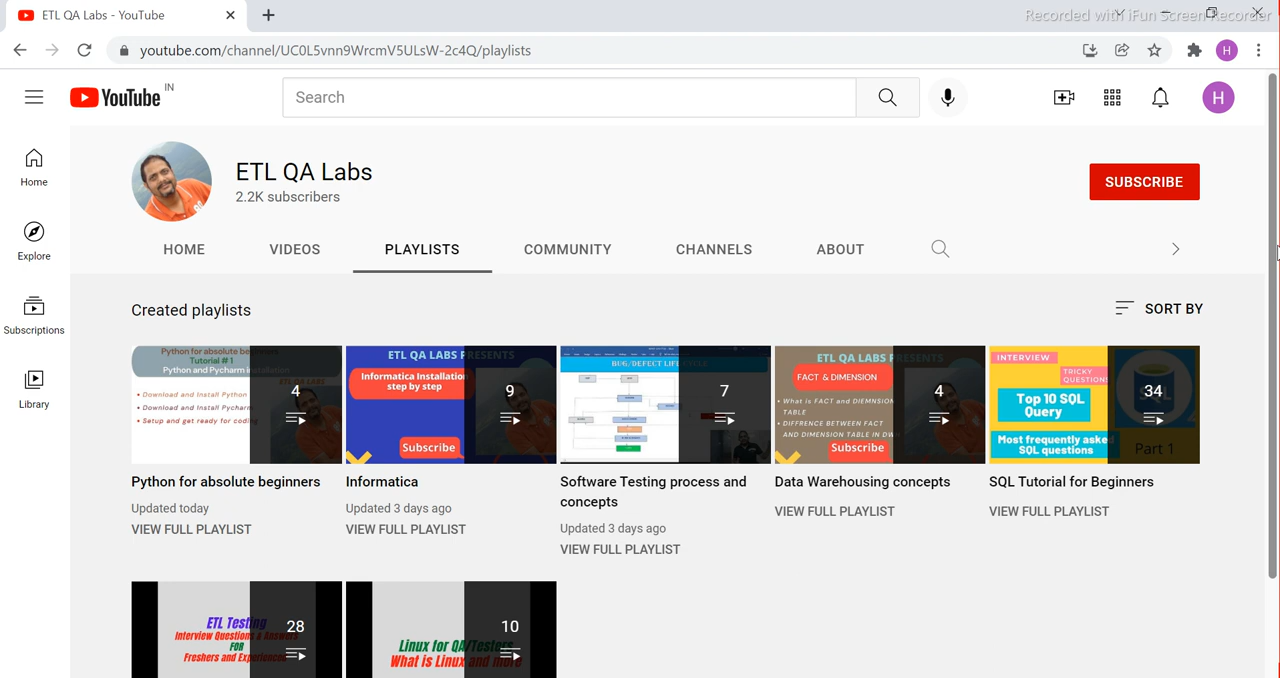 ETL QA Labs - YouTube
Recorded with iFun Screen Recorder
youtube.com/channel/UC0L5vnn9WrcmV5ULsW-2c4Q/playlists
H
YouTube IN
Search
H
Home
Explore
Subscriptions
Library
ETL QA Labs
2.2K subscribers
SUBSCRIBE
HOME VIDEOS PLAYLISTS COMMUNITY CHANNELS ABOUT
Created playlists
SORT BY
Python for absolute beginners
Tutorial # 1
Python and Pycharm installation
• Download and Install Python
• Download and Install Pycharm
• Setup and get ready for coding
4
Python for absolute beginners
Updated today
VIEW FULL PLAYLIST
ETL QA LABS PRESENTS
Informatica Installation
step by step
Subscribe
9
Informatica
Updated 3 days ago
VIEW FULL PLAYLIST
BUG/DEFECT LIFE CYCLE
7
Software Testing process and
concepts
Updated 3 days ago
VIEW FULL PLAYLIST
ETL QA LABS PRESENTS
FACT & DIMENSION
• What is FACT and DIEMNSION
TABLE
• DIFFRENCE BETWEEN FACT
AND DIMENSION TABLE IN DWH
Subscribe
4
Data Warehousing concepts
VIEW FULL PLAYLIST
INTERVIEW
TRICKY
QUESTIONS
Top 10 SQL
Query
Most frequently asked
SQL questions
Part 1
34
SQL Tutorial for Beginners
VIEW FULL PLAYLIST
ETL Testing
Interview Questions & Answers
FOR
Freshers and Experienced
28
Linux for QA/Testers
What is Linux and more
10